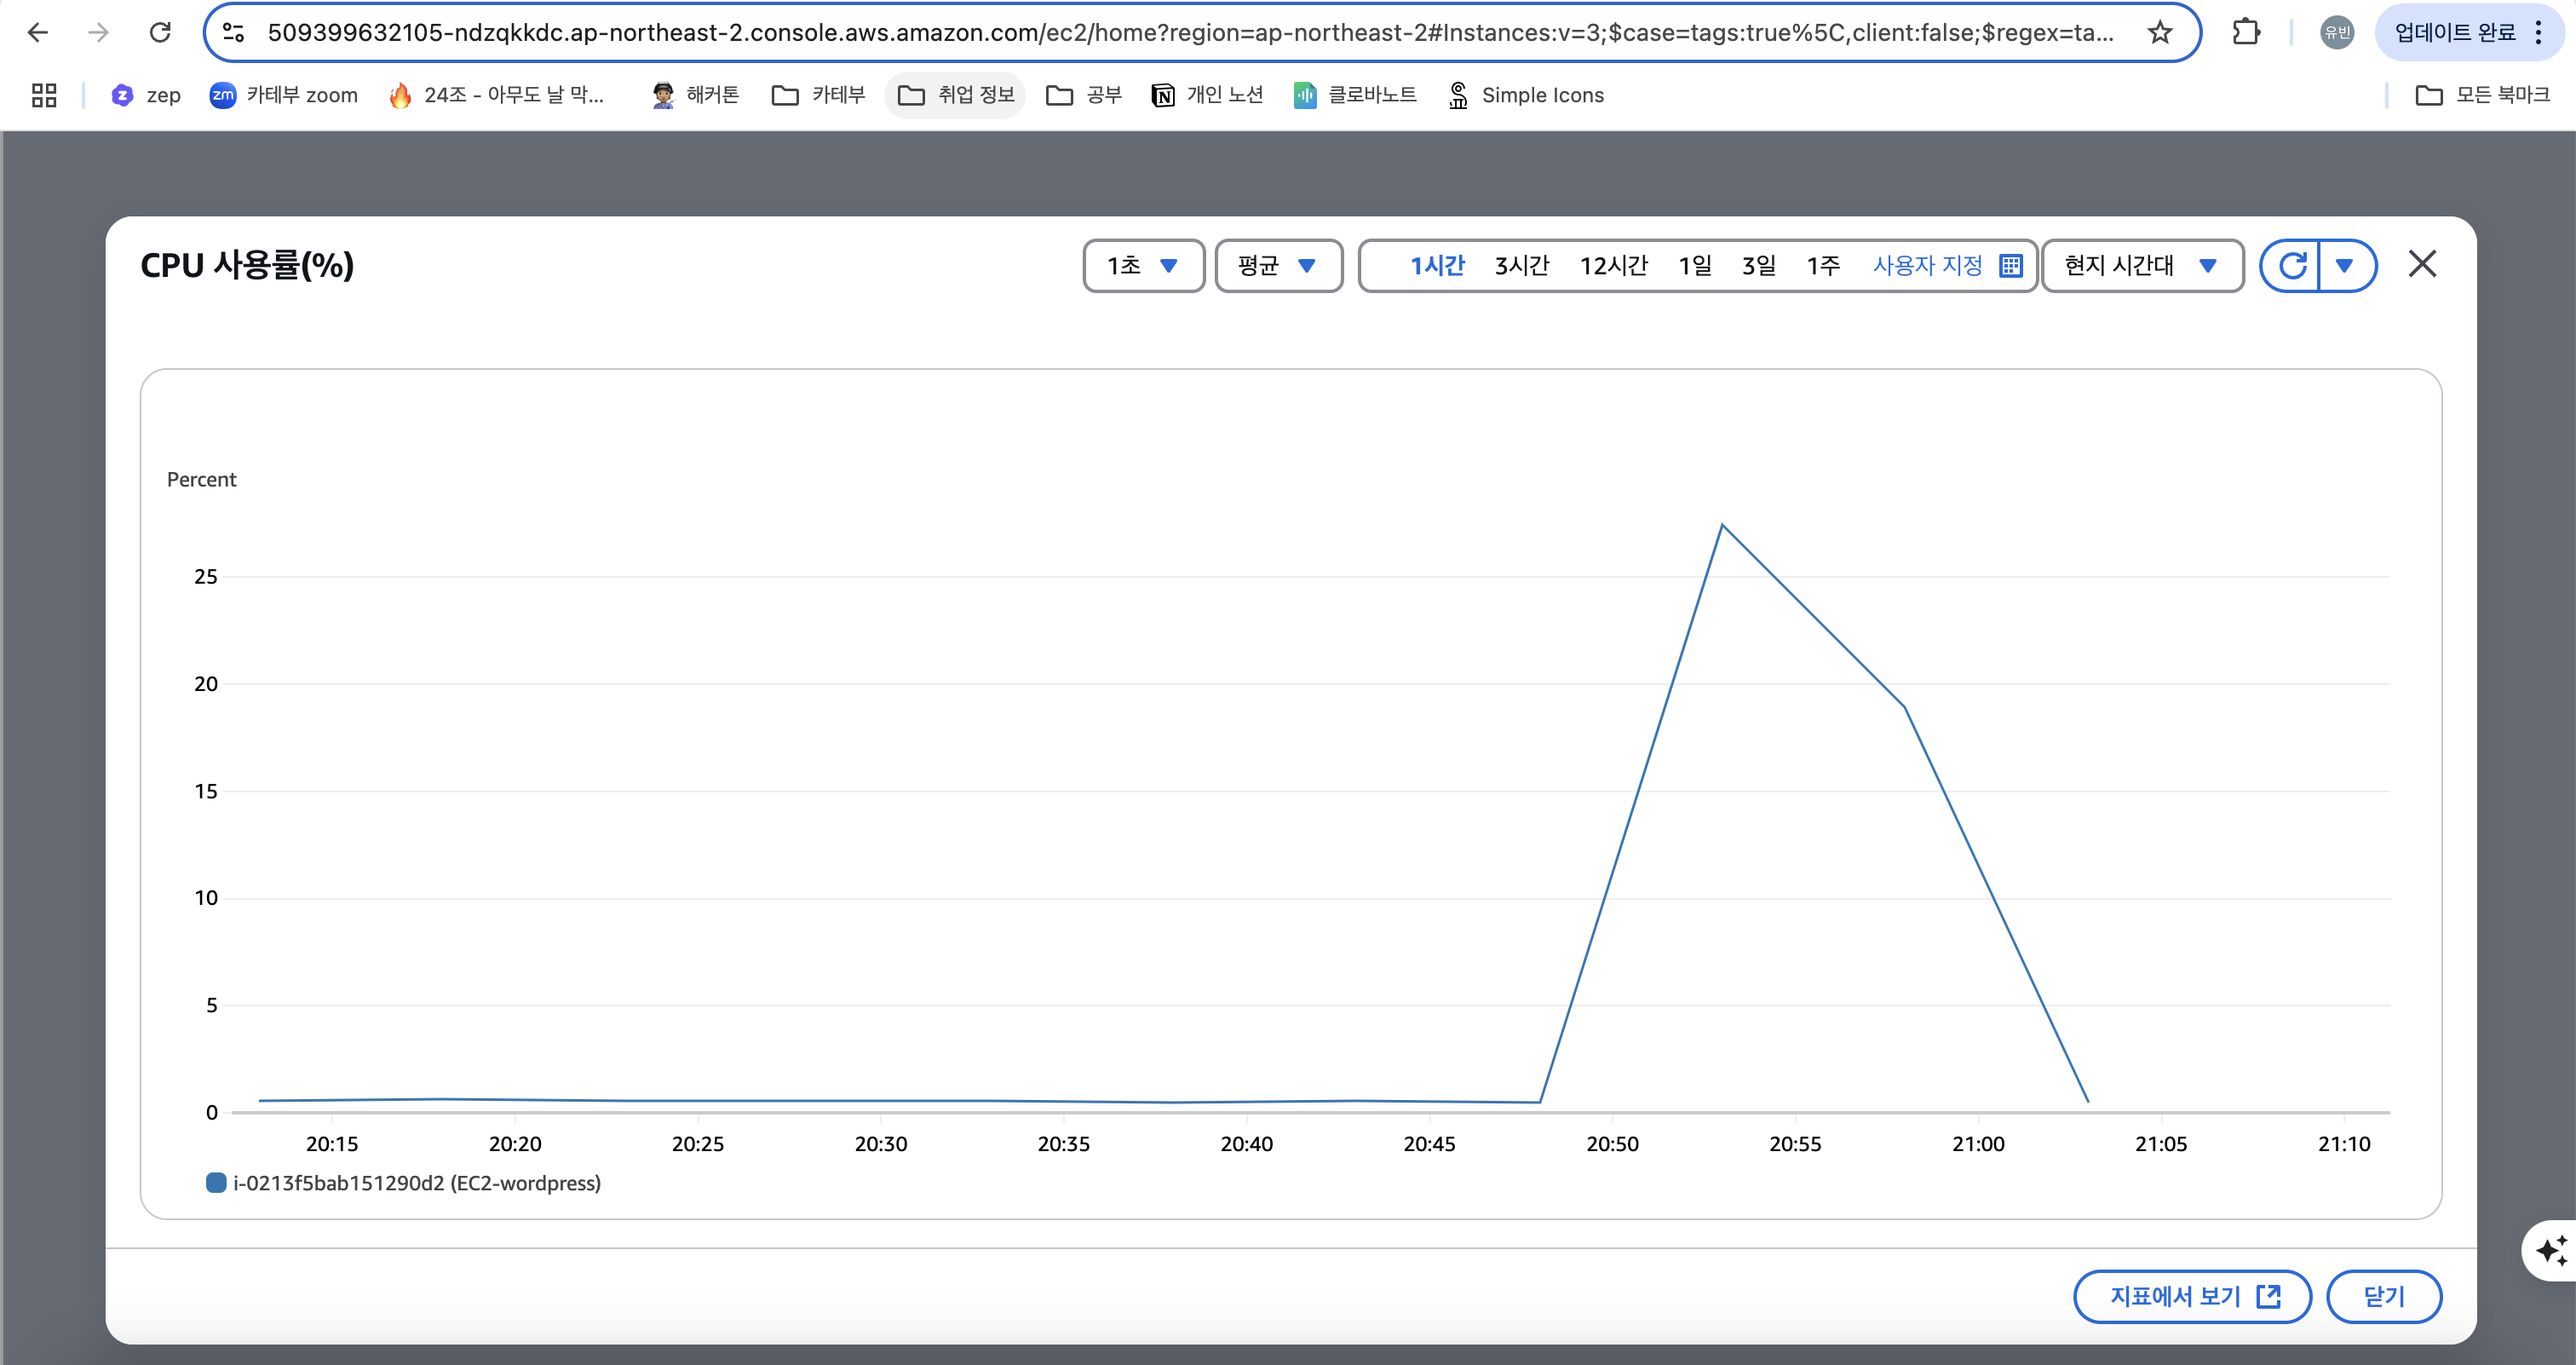 509399632105-ndzqkkdc.ap-northeast-2.console.aws.amazon.com/ec2/home?region=ap-northeast-2#Instances:v=3;$case=tags:true%5C,client:false;$regex=ta...
유빈
업데이트 완료
zep
zm 카테부 zoom
24조 - 아무도 날 막...
해커톤
카테부
취업 정보
공부
개인 노션
클로바노트
Simple Icons
모든 북마크
CPU 사용률(%)
1초
평균
1시간 3시간 12시간 1일 3일 1주 사용자 지정
현지 시간대
Percent
25
20
15
10
5
0
20:15 20:20 20:25 20:30 20:35 20:40 20:45 20:50 20:55 21:00 21:05 21:10
i-0213f5bab151290d2 (EC2-wordpress)
지표에서 보기
닫기